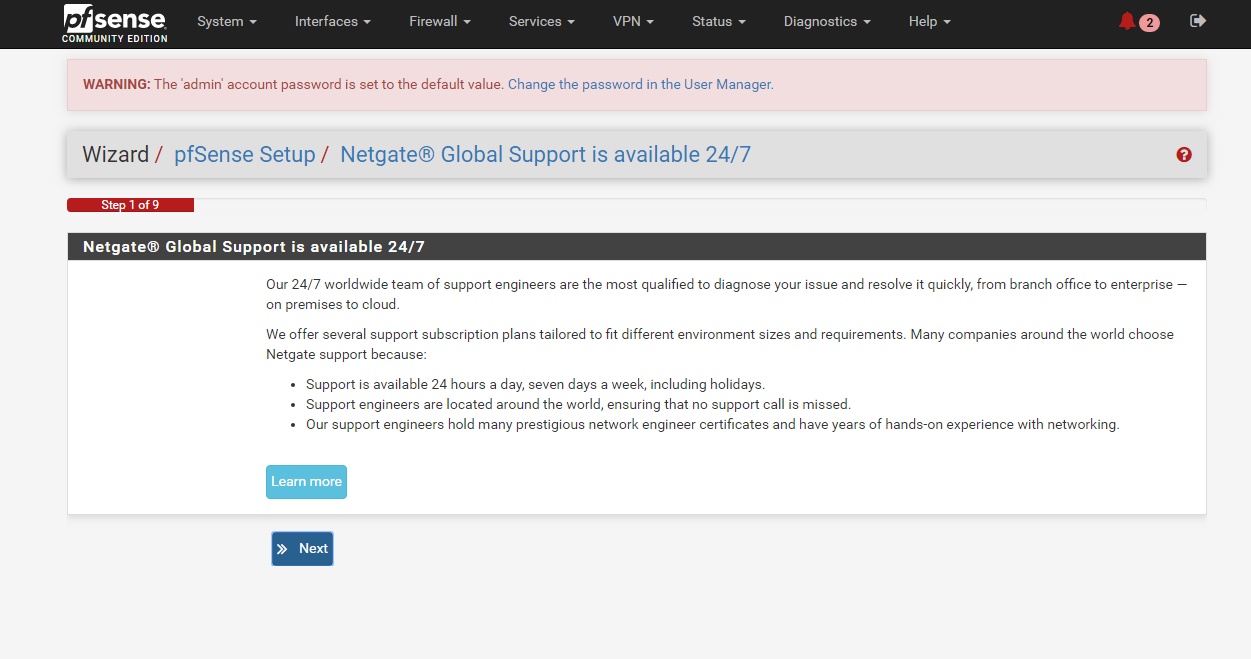 pfsense
COMMUNITY EDITION
System
Interfaces
Firewall
Services
VPN
Status
Diagnostics
Help
2
WARNING: The 'admin' account password is set to the default value. Change the password in the User Manager.
Wizard / pfSense Setup / Netgate® Global Support is available 24/7
Step 1 of 9
Netgate® Global Support is available 24/7
Our 24/7 worldwide team of support engineers are the most qualified to diagnose your issue and resolve it quickly, from branch office to enterprise —
on premises to cloud.
We offer several support subscription plans tailored to fit different environment sizes and requirements. Many companies around the world choose
Netgate support because:
• Support is available 24 hours a day, seven days a week, including holidays.
• Support engineers are located around the world, ensuring that no support call is missed.
• Our support engineers hold many prestigious network engineer certificates and have years of hands-on experience with networking.
Learn more
Next